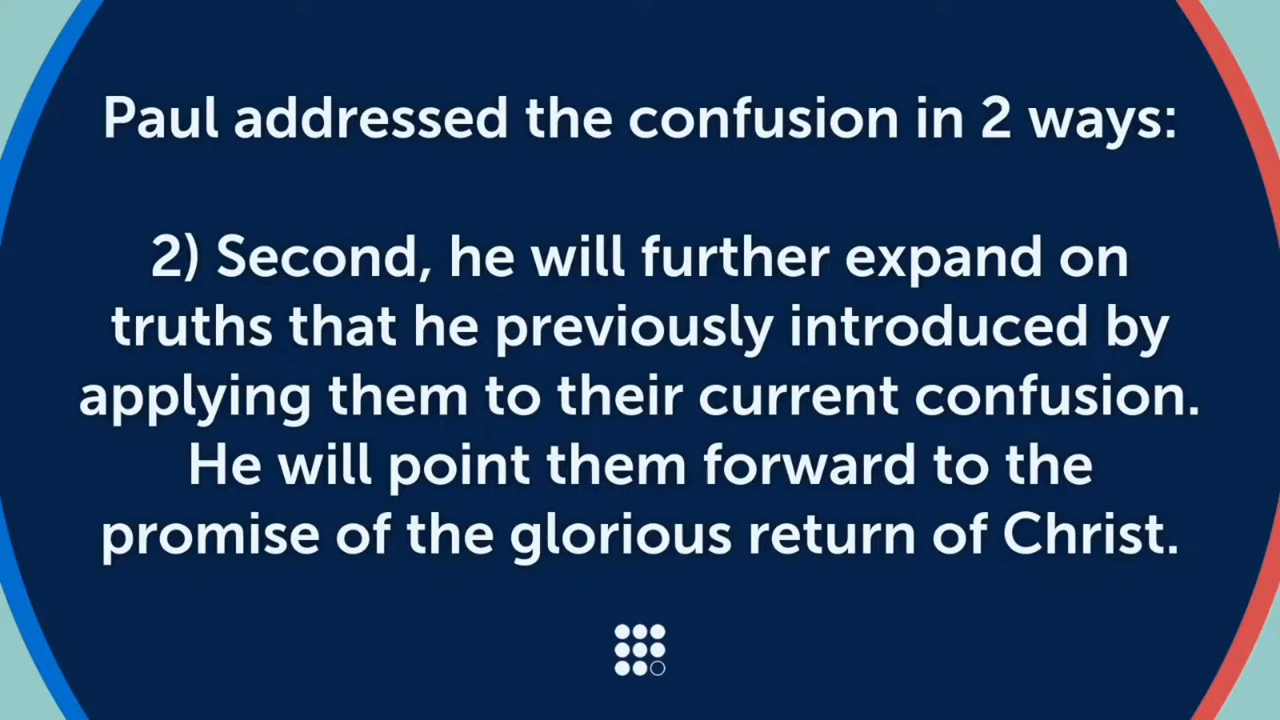 Paul addressed the confusion in 2 ways:
2) Second, he will further expand on
truths that he previously introduced by
applying them to their current confusion.
He will point them forward to the
promise of the glorious return of Christ.